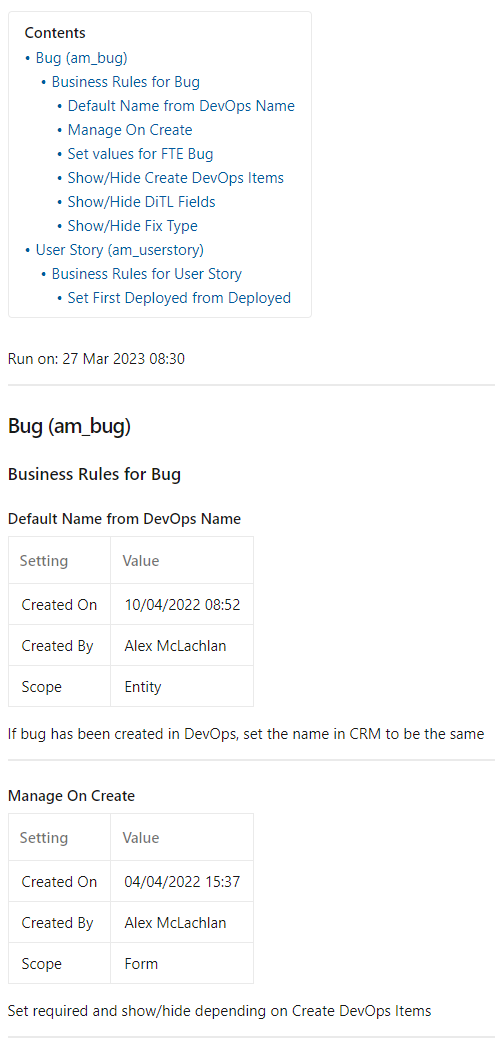 Contents
• Bug (am_bug)
• Business Rules for Bug
• Default Name from DevOps Name
• Manage On Create
• Set values for FTE Bug
• Show/Hide Create DevOps Items
• Show/Hide DiTL Fields
• Show/Hide Fix Type
• User Story (am_userstory)
• Business Rules for User Story
• Set First Deployed from Deployed
Run on: 27 Mar 2023 08:30
Bug (am_bug)
Business Rules for Bug
Default Name from DevOps Name
Setting Value
Created On 10/04/2022 08:52
Created By Alex McLachlan
Scope Entity
If bug has been created in DevOps, set the name in CRM to be the same
Manage On Create
Setting Value
Created On 04/04/2022 15:37
Created By Alex McLachlan
Scope Form
Set required and show/hide depending on Create DevOps Items